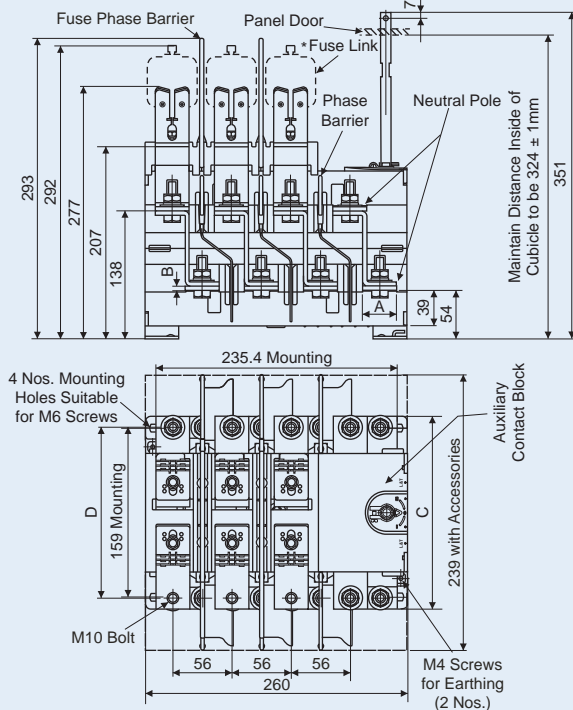 Fuse Phase Barrier
Panel Door
7
*Fuse Link
Phase
Barrier
Neutral Pole
293
292
277
207
138
B
A
39
54
Maintain Distance Inside of
Cubicle to be 324 ± 1mm
351
235.4 Mounting
4 Nos. Mounting
Holes Suitable
for M6 Screws
Auxiliary
Contact Block
D
159 Mounting
L&T
L&T
C
239 with Accessories
M10 Bolt
56
56
56
260
M4 Screws
for Earthing
(2 Nos.)